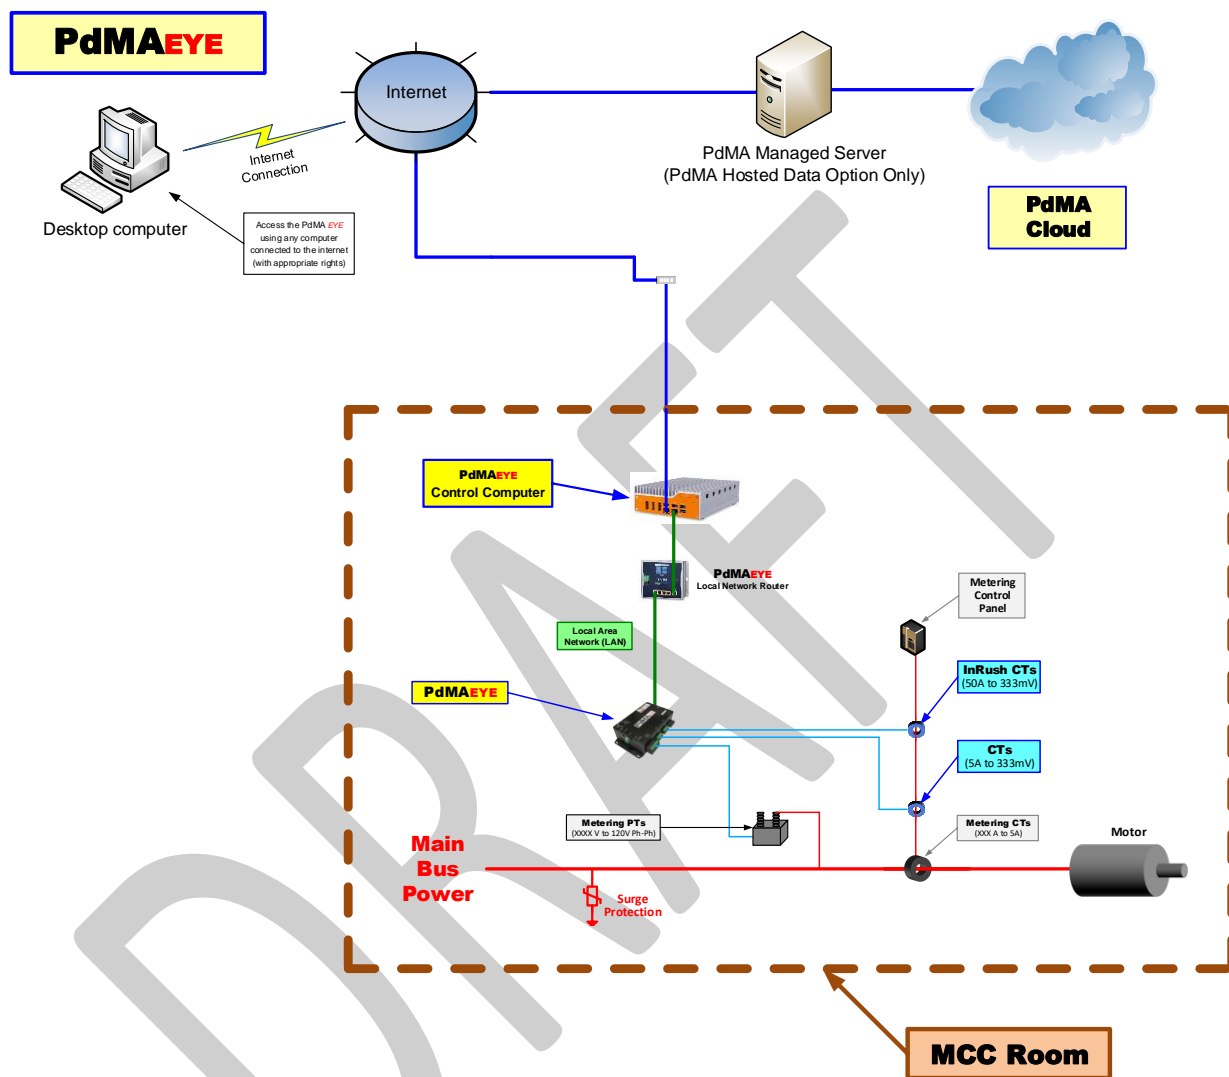 PdMAEYE
Internet
Internet
Connection
Desktop computer
Access the PdMA EYE
using any computer
connected to the internet
(with appropriate rights)
PdMA Managed Server
(PdMA Hosted Data Option Only)
PdMA
Cloud
PdMAEYE
Control Computer
PdMAEYE
Local Network Router
Local Area
Network (LAN)
PdMAEYE
Metering
Control
Panel
InRush CTs
(50A to 333mV)
CTs
(5A to 333mV)
Metering PTs
(XXXX V to 120V Ph-Ph)
Metering CTs
(XXX A to 5A)
Motor
Main
Bus
Power
Surge
Protection
MCC Room
DRAFT